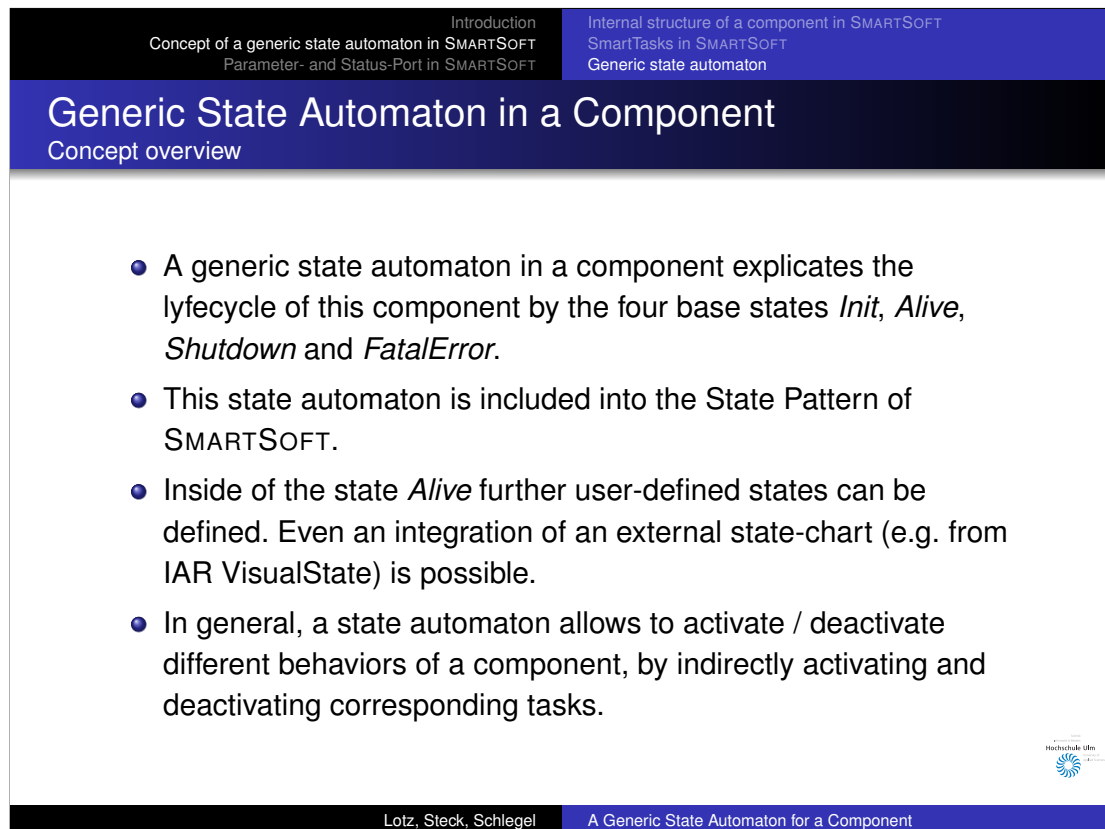 Introduction
Concept of a generic state automaton in SMARTSOFT
Parameter- and Status-Port in SMARTSOFT
Internal structure of a component in SMARTSOFT
SmartTasks in SMARTSOFT
Generic state automaton
Generic State Automaton in a Component
Concept overview
A generic state automaton in a component explicates the
lyfecycle of this component by the four base states Init, Alive,
Shutdown and FatalError.
This state automaton is included into the State Pattern of
SMARTSOFT.
Inside of the state Alive further user-defined states can be
defined. Even an integration of an external state-chart (e.g. from
IAR VisualState) is possible.
In general, a state automaton allows to activate / deactivate
different behaviors of a component, by indirectly activating and
deactivating corresponding tasks.
Hochschule Ulm
Lotz, Steck, Schlegel
A Generic State Automaton for a Component